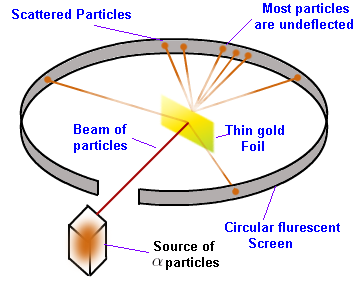 Scattered Particles
Most particles
are undeflected
Beam of
particles
Thin gold
Foil
Circular flurescent
Screen
Source of
α particles